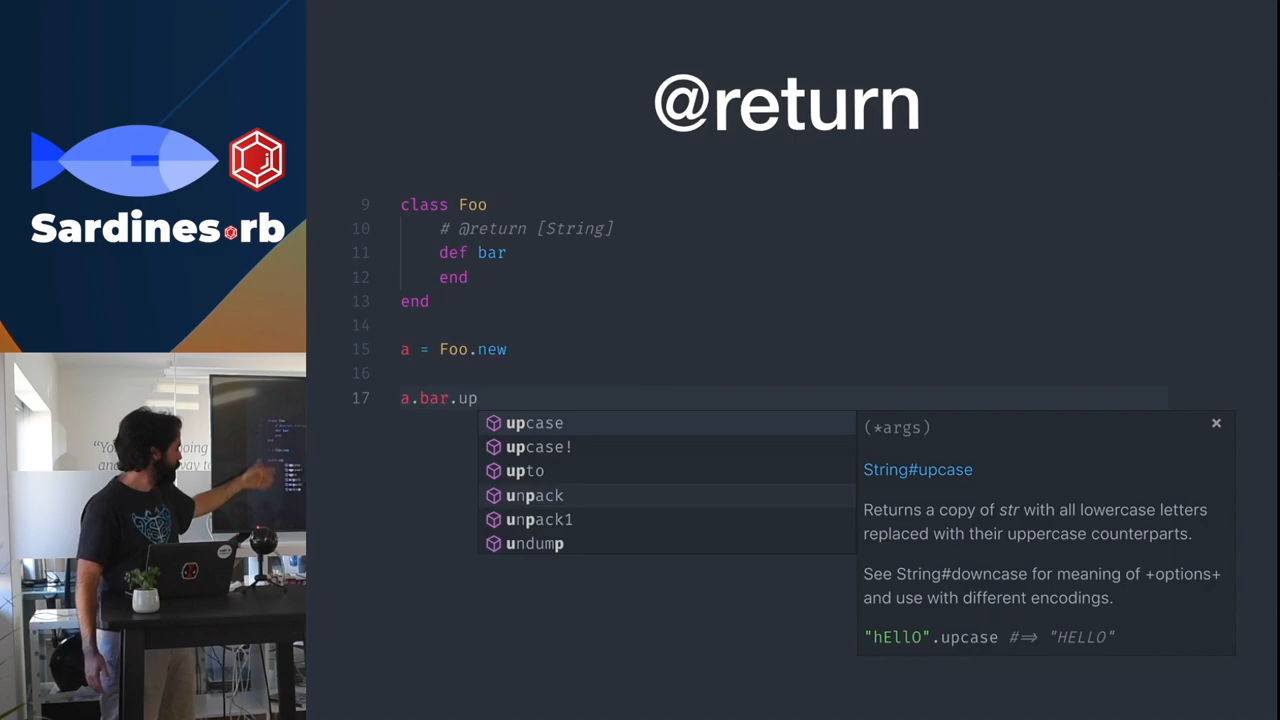 Sardines.rb
@return
9 class Foo
10 # @return [String]
11 def bar
12 end
13 end
14
15 a = Foo.new
16
17 a.bar.up
upcase
upcase!
upto
unpack
unpack1
undump
(*args)
×
String#upcase
Returns a copy of str with all lowercase letters
replaced with their uppercase counterparts.
See String#downcase for meaning of +options+
and use with different encodings.
"hEllO".upcase #=> "HELLO"